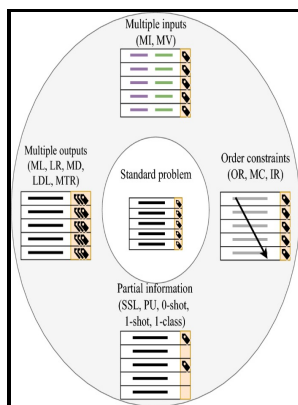 Multiple inputs
(MI, MV)
Multiple outputs
(ML, LR, MD,
LDL, MTR)
Standard problem
Order constraints
(OR, MC, IR)
Partial information
(SSL, PU, 0-shot,
1-shot, 1-class)